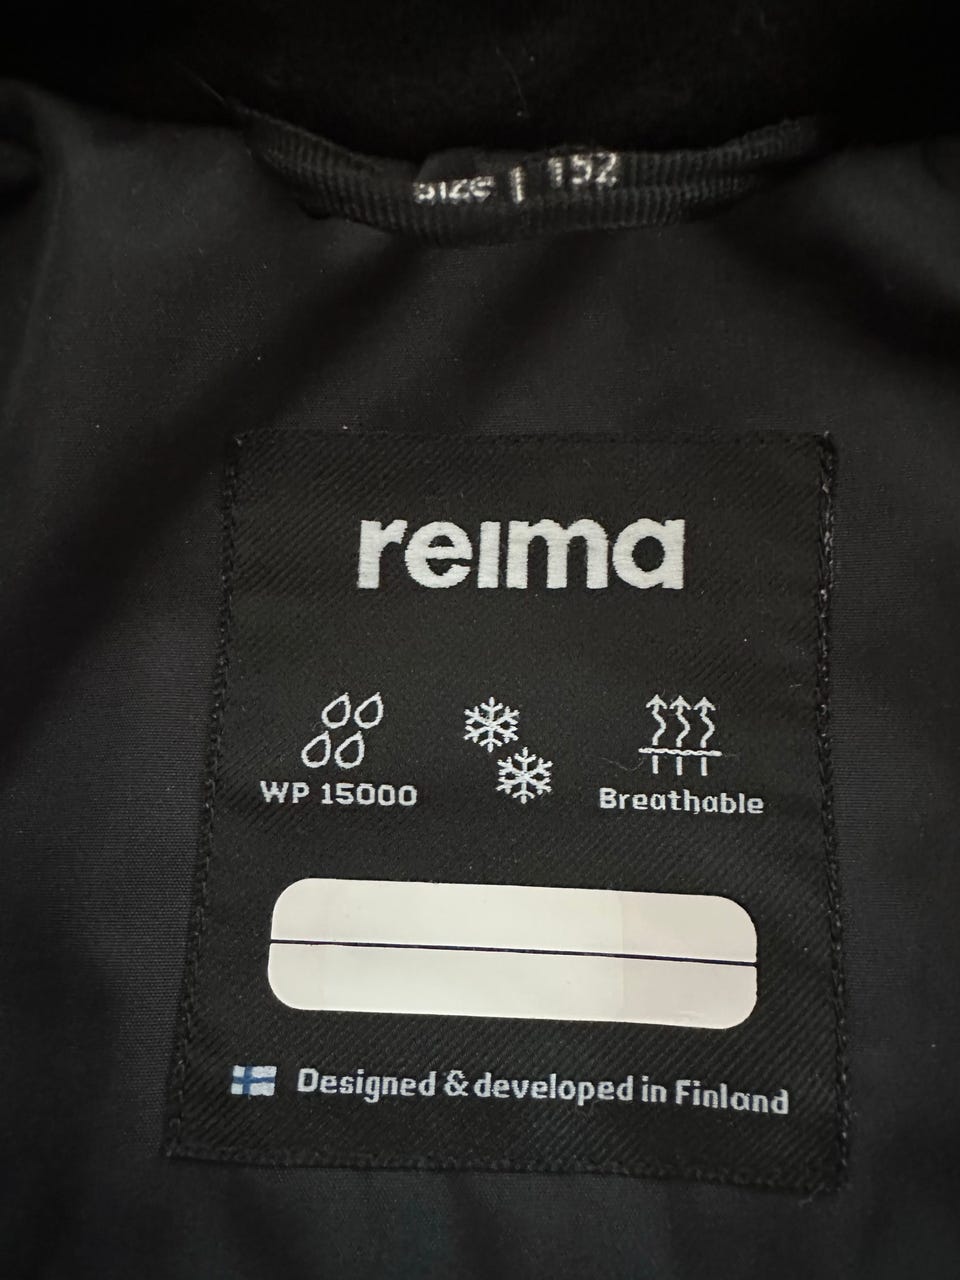 Size | 152
reima
WP 15000
Breathable
Designed & developed in Finland